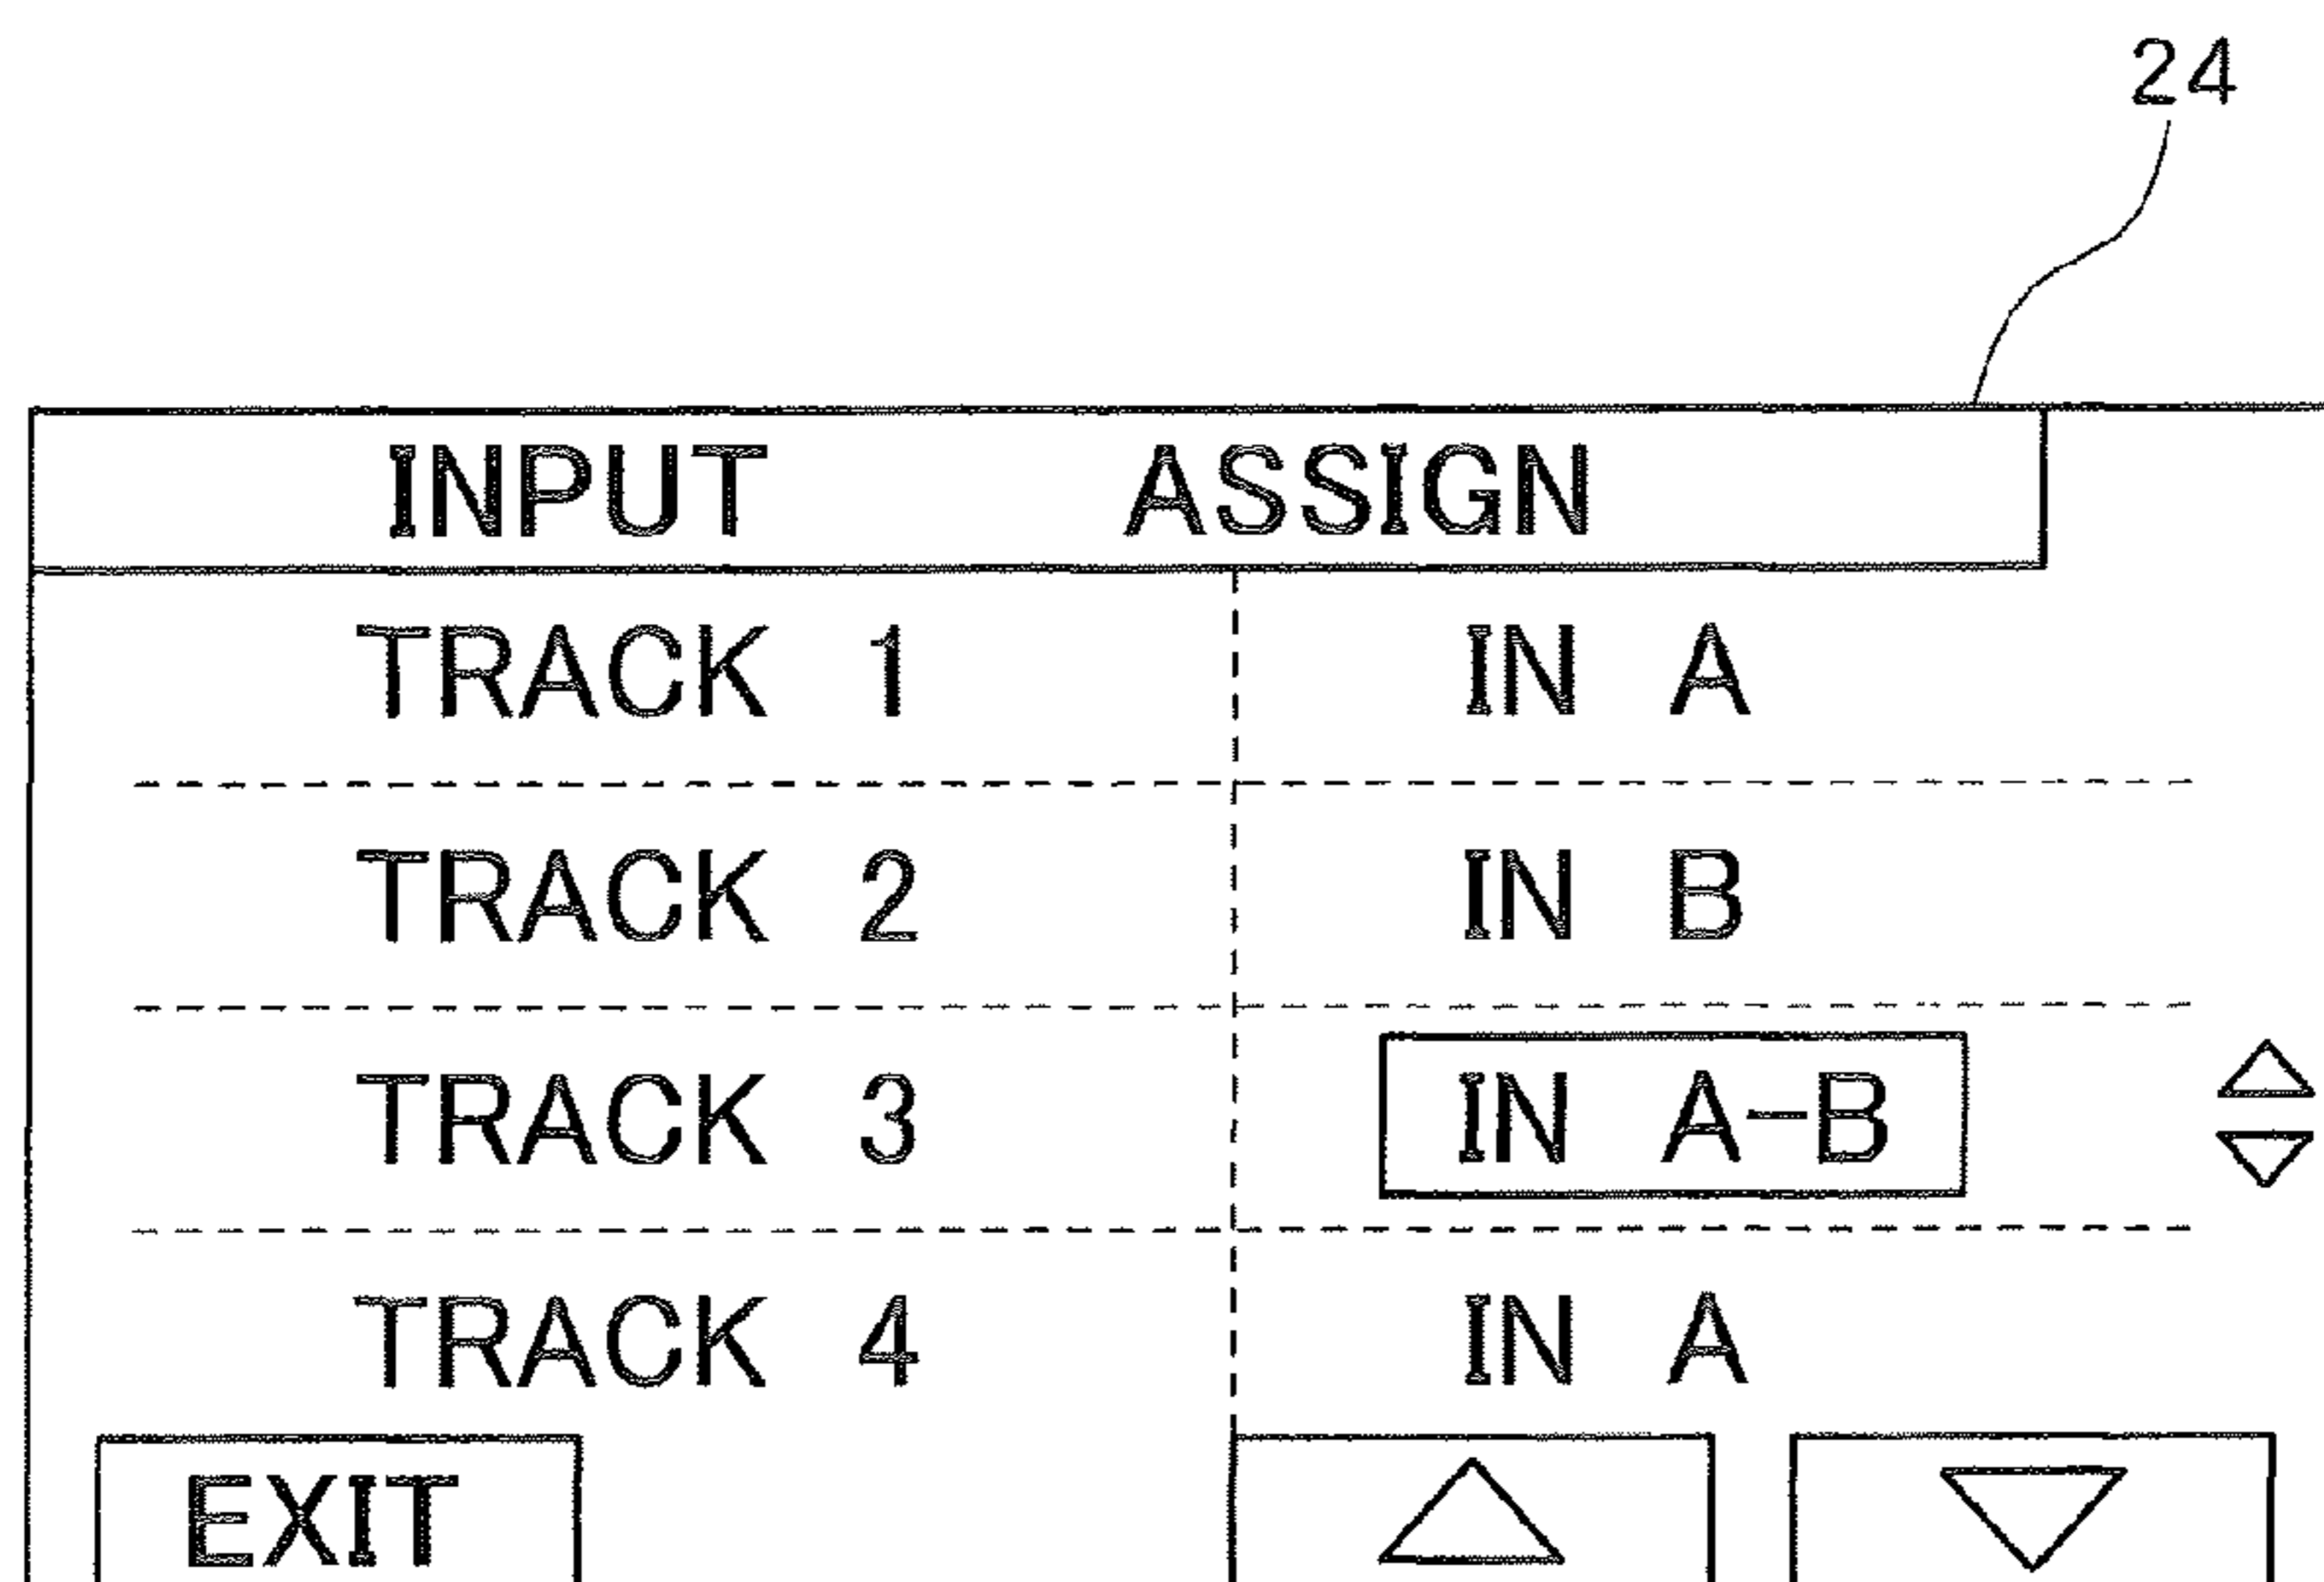 24
INPUT ASSIGN
TRACK 1 IN A
TRACK 2 IN B
TRACK 3 IN A-B
TRACK 4 IN A
EXIT